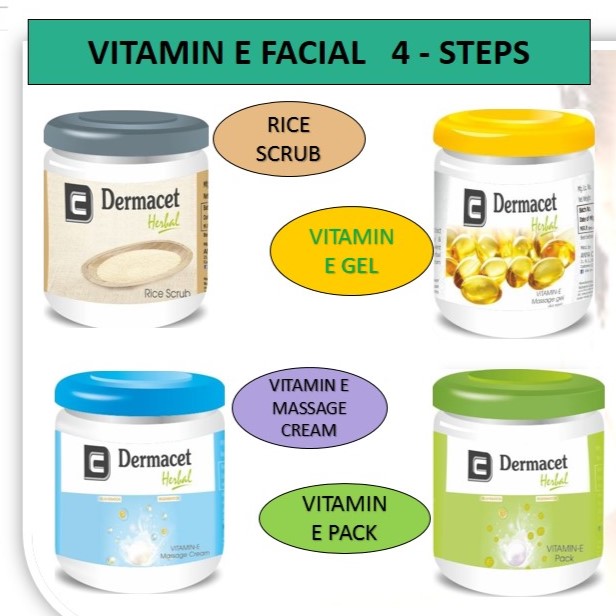 VITAMIN E FACIAL 4 - STEPS
RICE
SCRUB
Dermacet
Herbal
Rice Scrub
VITAMIN
E GEL
Dermacet
Herbal
VITAMIN-E
Massage gel
VITAMIN E
MASSAGE
CREAM
Dermacet
Herbal
VITAMIN-E
Massage Cream
VITAMIN
E PACK
Dermacet
Herbal
VITAMIN-E
Pack